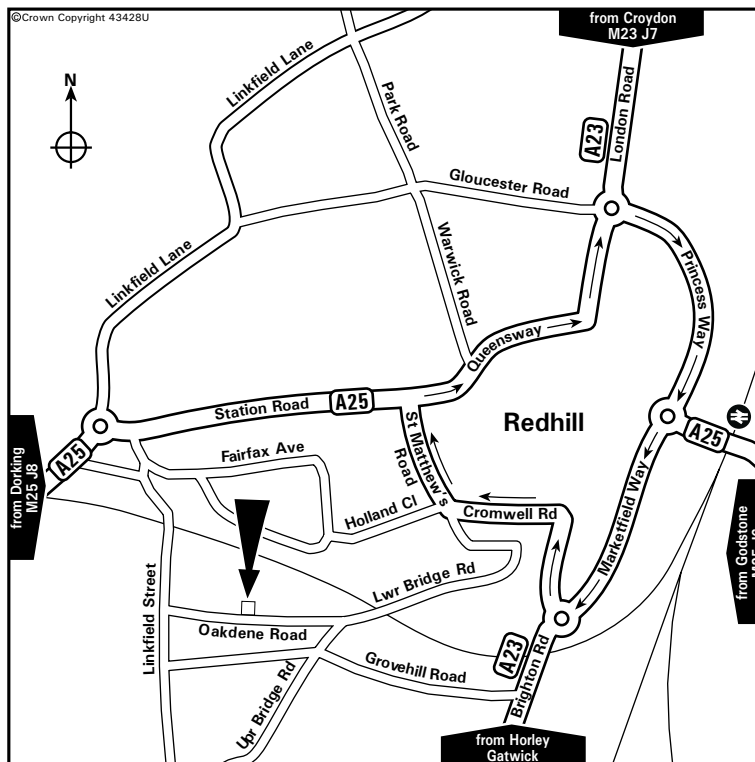 ©Crown Copyright 43428U
from Croydon
M23 J7
N
Linkfield Lane
Park Road
A23
London Road
Gloucester Road
Linkfield Lane
Warwick Road
Princess Way
Queensway
Station Road
A25
Redhill
A25
St Matthew's
Road
from Dorking
M25 J8
A25
Fairfax Ave
Holland Cl
Cromwell Rd
Marketfield Way
from Godstone
Linkfield Street
Lwr Bridge Rd
Oakdene Road
Upr Bridge Rd
Grovehill Road
A23
Brighton Rd
from Horley
Gatwick